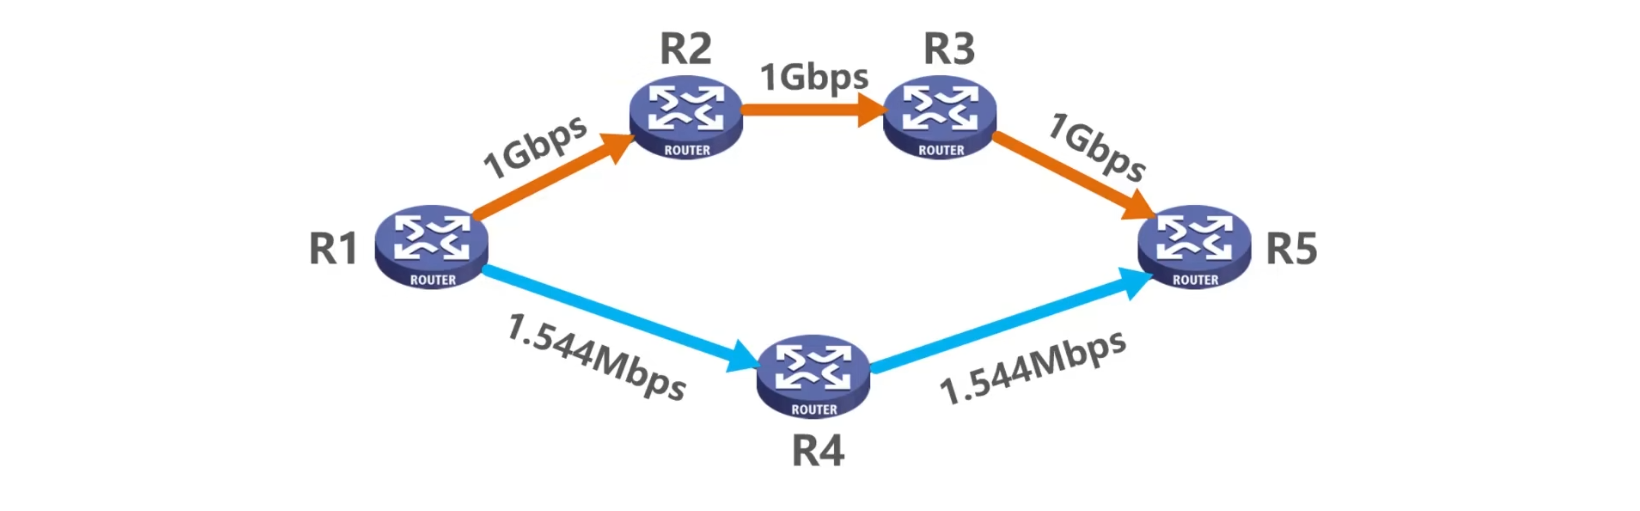 R2
R3
1Gbps
1Gbps
1Gbps
ROUTER
ROUTER
R1
R5
ROUTER
ROUTER
1.544Mbps
1.544Mbps
ROUTER
R4